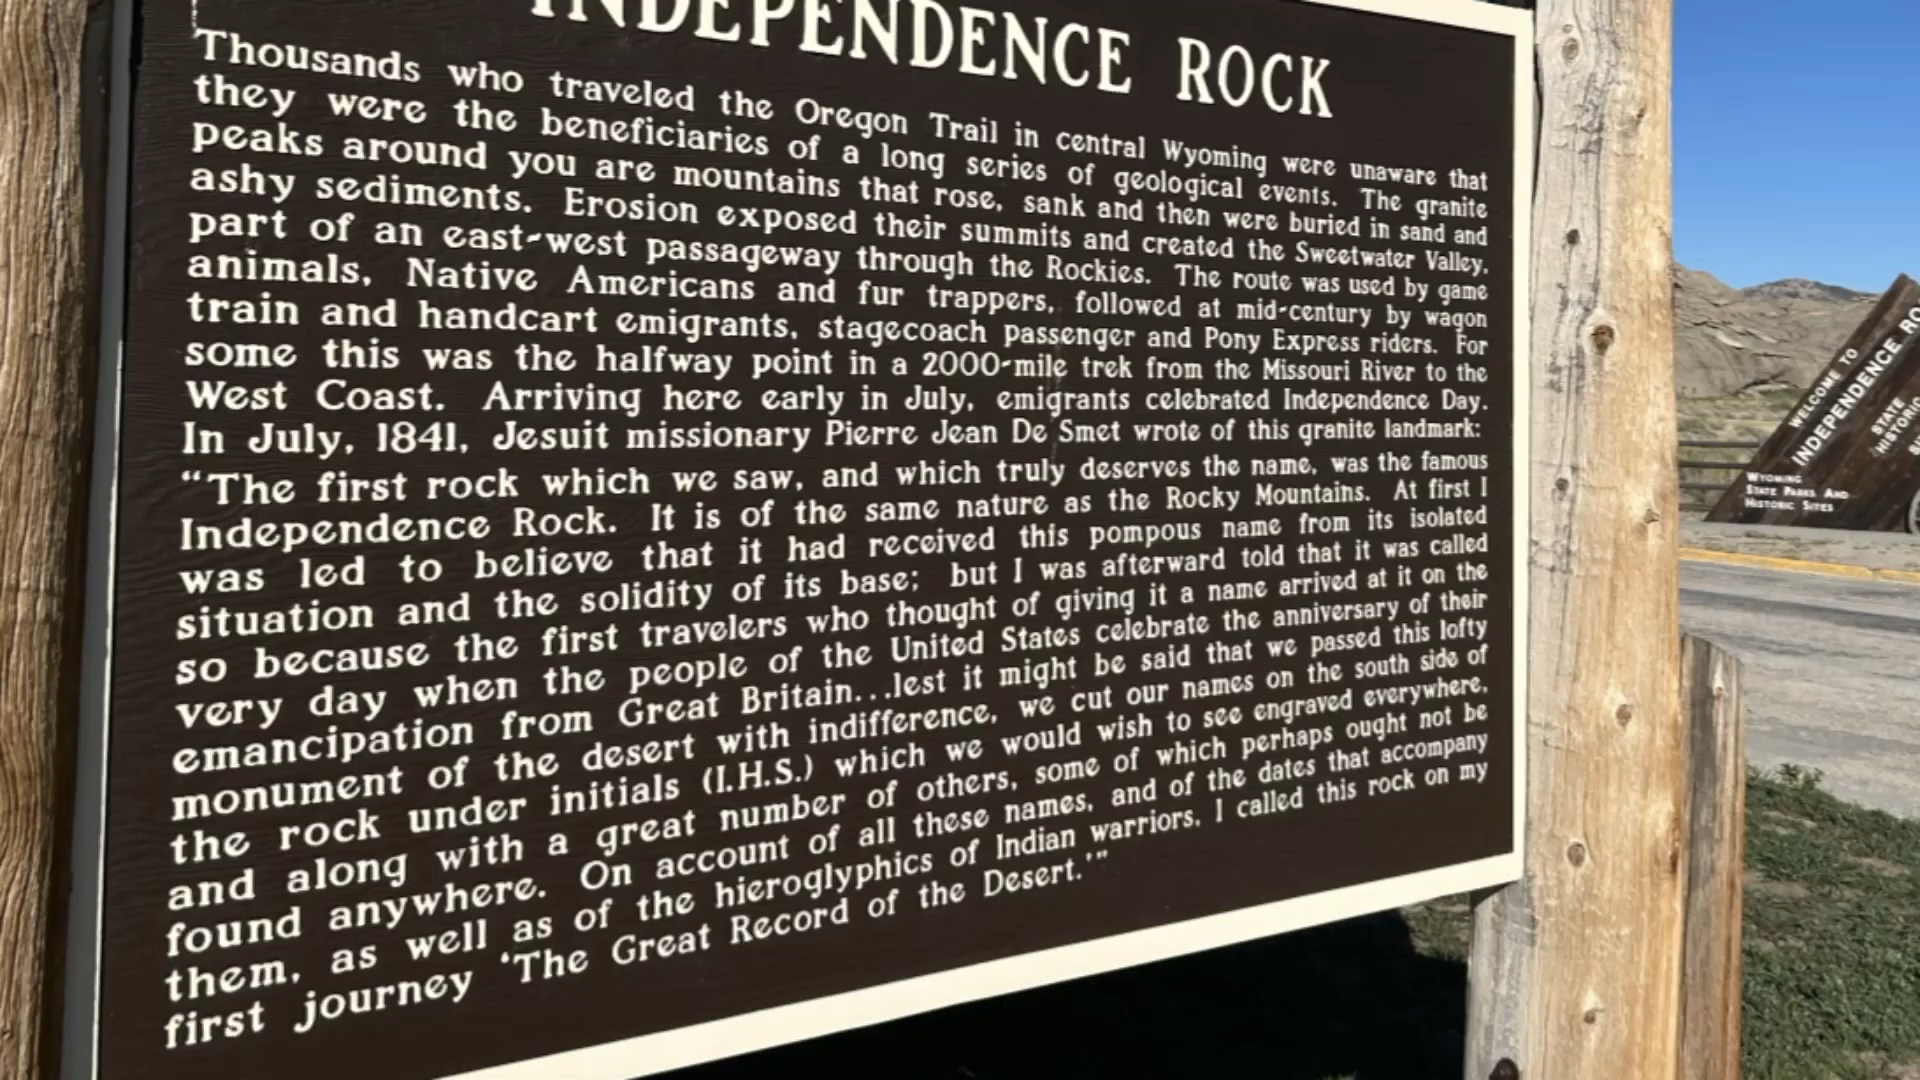 INDEPENDENCE ROCK
Thousands who traveled the Oregon Trail in central Wyoming were unaware that
they were the beneficiaries of a long series of geological events. The granite
peaks around you are mountains that rose, sank and then were buried in sand and
ashy sediments. Erosion exposed their summits and created the Sweetwater Valley,
part of an east-west passageway through the Rockies. The route was used by game
animals, Native Americans and fur trappers, followed at mid-century by wagon
train and handcart emigrants, stagecoach passenger and Pony Express riders. For
some this was the halfway point in a 2000-mile trek from the Missouri River to the
West Coast. Arriving here early in July, emigrants celebrated Independence Day.
In July, 1841, Jesuit missionary Pierre Jean De Smet wrote of this granite landmark:
“The first rock which we saw, and which truly deserves the name, was the famous
Independence Rock. It is of the same nature as the Rocky Mountains. At first I
was led to believe that it had received this pompous name from its isolated
situation and the solidity of its base; but I was afterward told that it was called
so because the first travelers who thought of giving it a name arrived at it on the
very day when the people of the United States celebrate the anniversary of their
emancipation from Great Britain...lest it might be said that we passed this lofty
monument of the desert with indifference, we cut our names on the south side of
the rock under initials (I.H.S.) which we would wish to see engraved everywhere,
and along with a great number of others, some of which perhaps ought not be
found anywhere. On account of all these names, and of the dates that accompany
them, as well as of the hieroglyphics of Indian warriors, I called this rock on my
first journey ‘The Great Record of the Desert.’”
WELCOME TO
INDEPENDENCE RO
STATE
HISTORIC
WYOMING
STATE PARKS AND
HISTORIC SITES